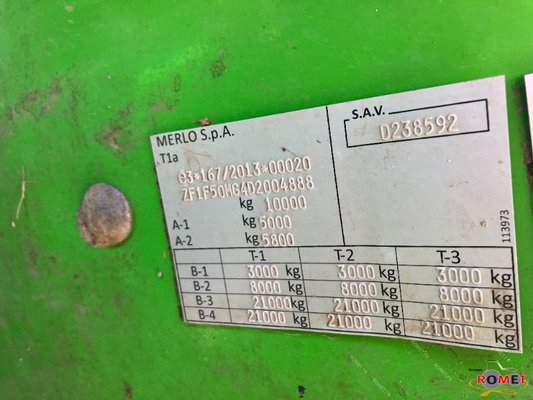 MERLO S.p.A.
T1a
S.A.V.
D238592
e3*167/2013*00020
ZF1F50MG4D2004888
kg 10000
A-1 kg 5000
A-2 kg 5800
T-1 T-2 T-3
B-1 3000 kg 3000 kg 3000 kg
B-2 8000 kg 8000 kg 8000 kg
B-3 21000 kg 21000 kg 21000 kg
B-4 21000 kg 21000 kg 21000 kg
113973
ROMET